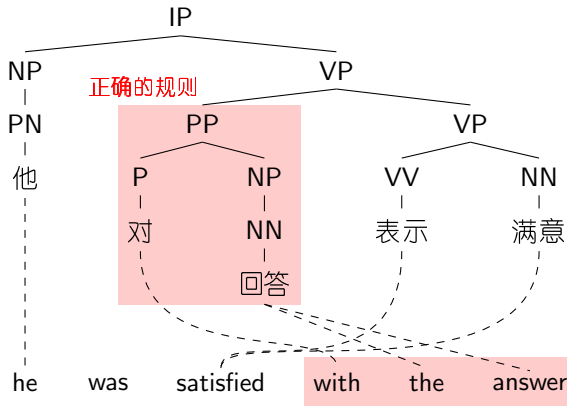 IP
NP VP
正确的规则
PN PP VP
他 P NP VV NN
对 NN 表示 满意
回答
he was satisfied with the answer